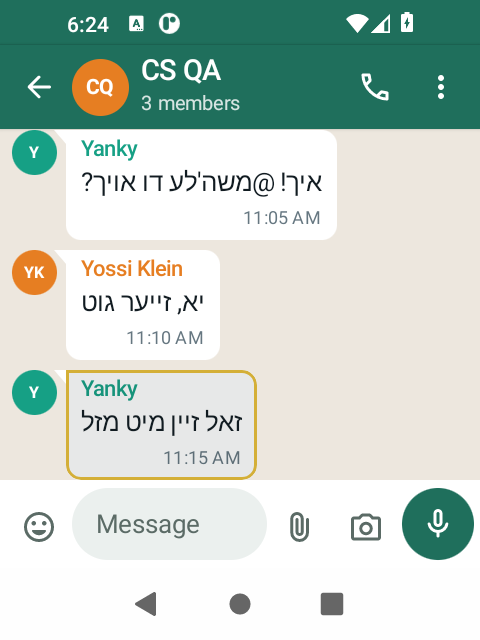 6:24
A
CQ
CS QA
3 members
Y
Yanky
איך! @משה'לע דו אויך?
11:05 AM
YK
Yossi Klein
יא, זייער גוט
11:10 AM
Y
Yanky
זאל זיין מיט מזל
11:15 AM
Message